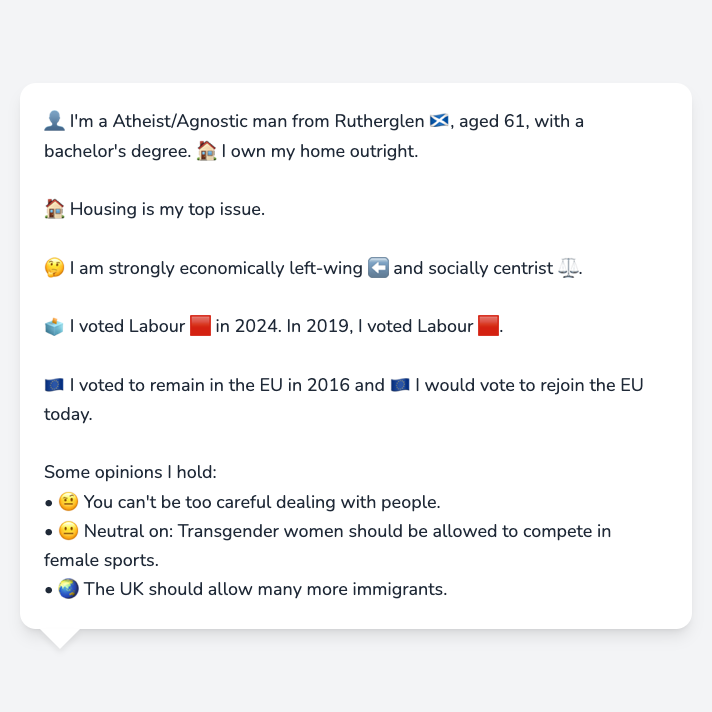 👤 I'm a Atheist/Agnostic man from Rutherglen 🏴󠁧󠁢󠁳󠁣󠁴󠁿, aged 61, with a
bachelor's degree. 🏠 I own my home outright.
🏠 Housing is my top issue.
🤔 I am strongly economically left-wing ⬅️ and socially centrist ⚖️.
🗳️ I voted Labour 🟥 in 2024. In 2019, I voted Labour 🟥.
🇪🇺 I voted to remain in the EU in 2016 and 🇪🇺 I would vote to rejoin the EU
today.
Some opinions I hold:
• 🤨 You can't be too careful dealing with people.
• 😐 Neutral on: Transgender women should be allowed to compete in
female sports.
• 🌏 The UK should allow many more immigrants.